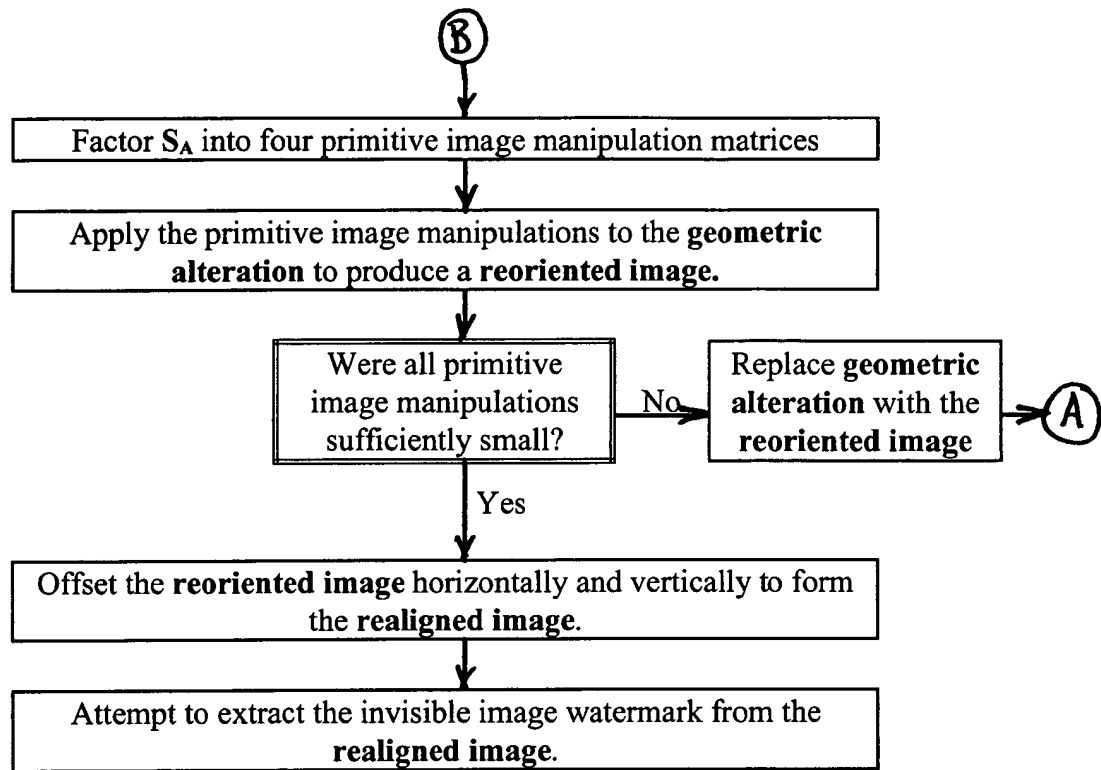 B
Factor S_A into four primitive image manipulation matrices
Apply the primitive image manipulations to the geometric
alteration to produce a reoriented image.
Were all primitive
image manipulations
sufficiently small?
No
Replace geometric
alteration with the
reoriented image
A
Yes
Offset the reoriented image horizontally and vertically to form
the realigned image.
Attempt to extract the invisible image watermark from the
realigned image.